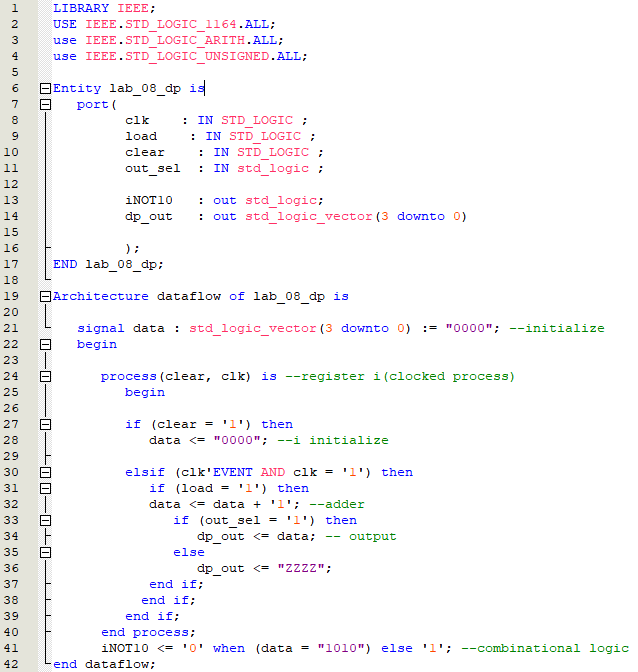 1 LIBRARY IEEE;
2 USE IEEE.STD_LOGIC_1164.ALL;
3 use IEEE.STD_LOGIC_ARITH.ALL;
4 use IEEE.STD_LOGIC_UNSIGNED.ALL;
5
6 Entity lab_08_dp is
7 port(
8 clk : IN STD_LOGIC ;
9 load : IN STD_LOGIC ;
10 clear : IN STD_LOGIC ;
11 out_sel : IN std_logic ;
12
13 iNOT10 : out std_logic;
14 dp_out : out std_logic_vector(3 downto 0)
15
16 );
17 END lab_08_dp;
18
19 Architecture dataflow of lab_08_dp is
20
21 signal data : std_logic_vector(3 downto 0) := "0000"; --initialize
22 begin
23
24 process(clear, clk) is --register i(clocked process)
25 begin
26
27 if (clear = '1') then
28 data <= "0000"; --i initialize
29
30 elsif (clk'EVENT AND clk = '1') then
31 if (load = '1') then
32 data <= data + '1'; --adder
33 if (out_sel = '1') then
34 dp_out <= data; -- output
35 else
36 dp_out <= "ZZZZ";
37 end if;
38 end if;
39 end if;
40 end process;
41 iNOT10 <= '0' when (data = "1010") else '1'; --combinational logic
42 end dataflow;